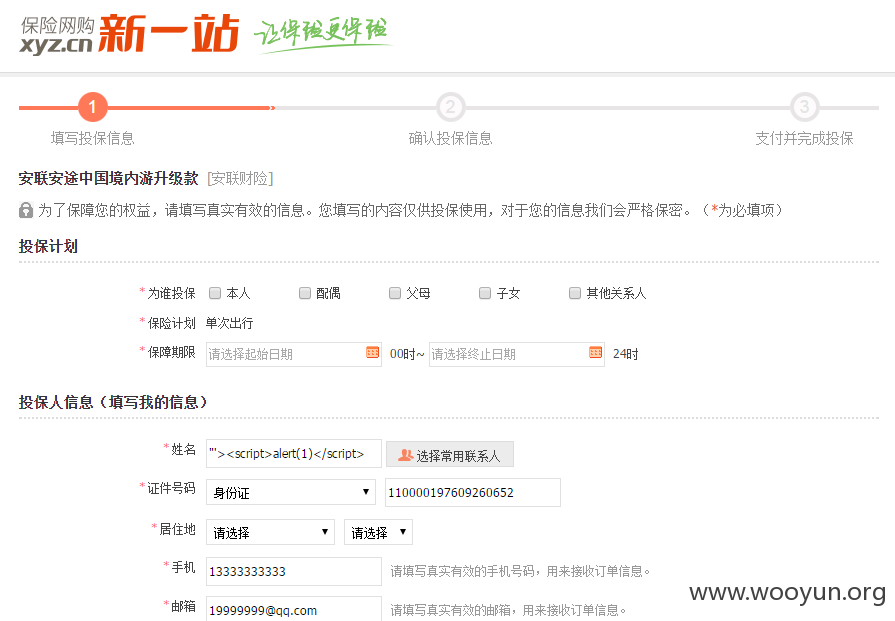 保险网购
xyz.cn 新一站 让保险更保险
1 2 3
填写投保信息 确认投保信息 支付并完成投保
安联安途中国境内游升级款 [安联财险]
为了保障您的权益，请填写真实有效的信息。您填写的内容仅供投保使用，对于您的信息我们会严格保密。（*为必填项）
投保计划
*为谁投保 本人 配偶 父母 子女 其他关系人
*保险计划 单次出行
*保障期限 请选择起始日期 00时~ 请选择终止日期 24时
投保人信息（填写我的信息）
*姓名 "'><script>alert(1)</script> 选择常用联系人
*证件号码 身份证 110000197609260652
*居住地 请选择 请选择
*手机 13333333333 请填写真实有效的手机号码，用来接收订单信息。
*邮箱 19999999@qq.com 请填写真实有效的邮箱，用来接收订单信息。
www.wooyun.org